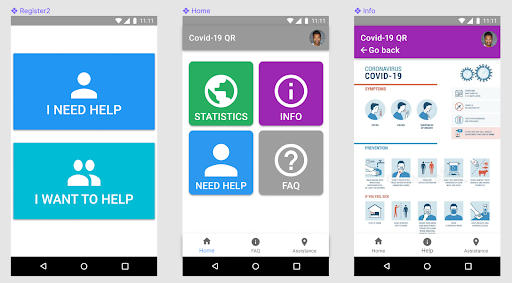 Register2
11:11
I NEED HELP
I WANT TO HELP
Home
11:11
Covid-19 QR
STATISTICS
INFO
NEED HELP
FAQ
Home
FAQ
Assistance
Info
11:11
Covid-19 QR
Go back
CORONAVIRUS
COVID-19
SYMPTOMS
PREVENTION
IF YOU FEEL SICK
Home
Help
Assistance